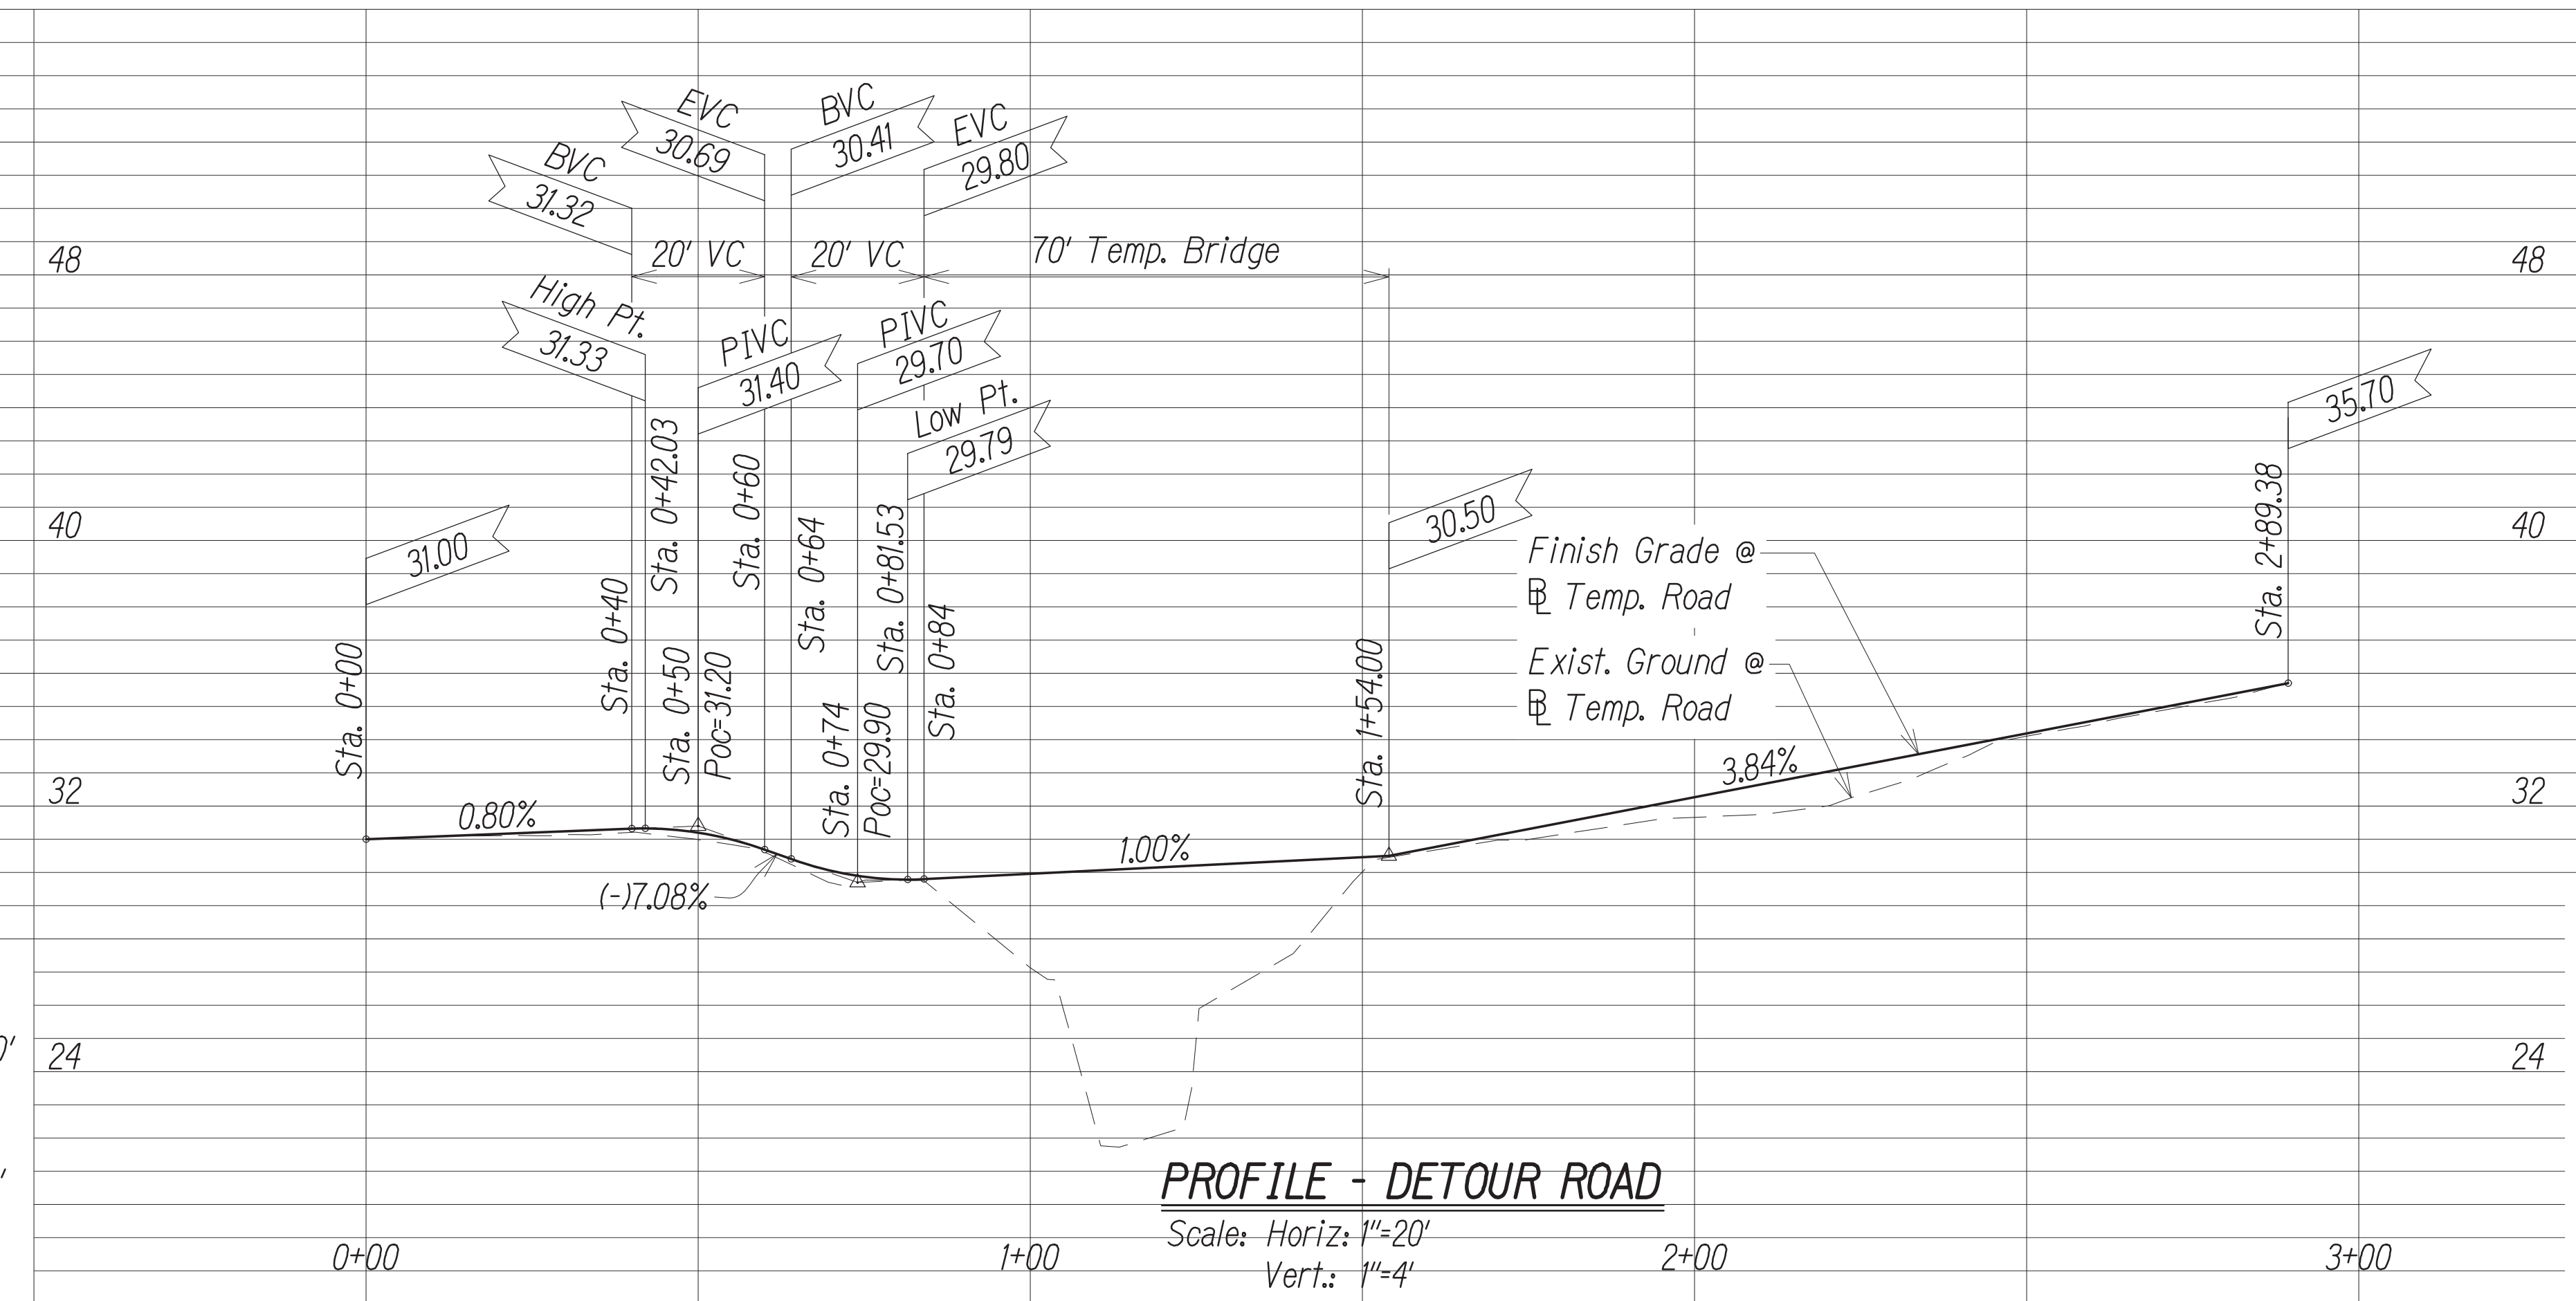 EVC
30.69
BVC
30.41
EVC
29.80
BVC
31.32
48
20' VC
20' VC
70' Temp. Bridge
48
High Pt.
31.33
PIVC
31.40
PIVC
29.70
Low Pt.
29.79
35.70
40
31.00
30.50
40
Sta. 0+00
Sta. 0+40
Sta. 0+42.03
Sta. 0+50
Poc=31.20
Sta. 0+60
Sta. 0+64
Sta. 0+74
Poc=29.90
Sta. 0+81.53
Sta. 0+84
Sta. 1+54.00
Sta. 2+89.38
Finish Grade @
Temp. Road
Exist. Ground @
Temp. Road
32
0.80%
(-)7.08%
1.00%
3.84%
32
0'
24
24
'
PROFILE - DETOUR ROAD
Scale: Horiz: 1"=20'
Vert.: 1"=4'
0+00
1+00
2+00
3+00